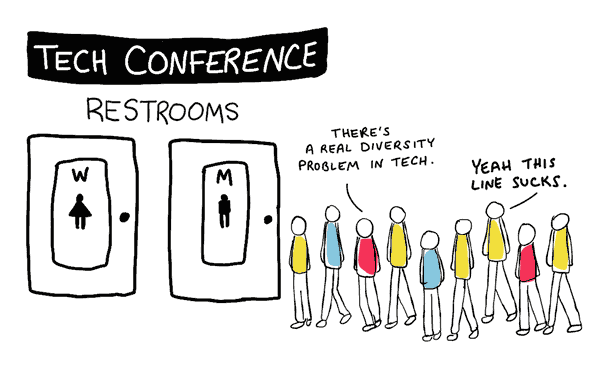 TECH CONFERENCE
RESTROOMS
W
M
THERE'S
A REAL DIVERSITY
PROBLEM IN TECH.
YEAH THIS
LINE SUCKS.